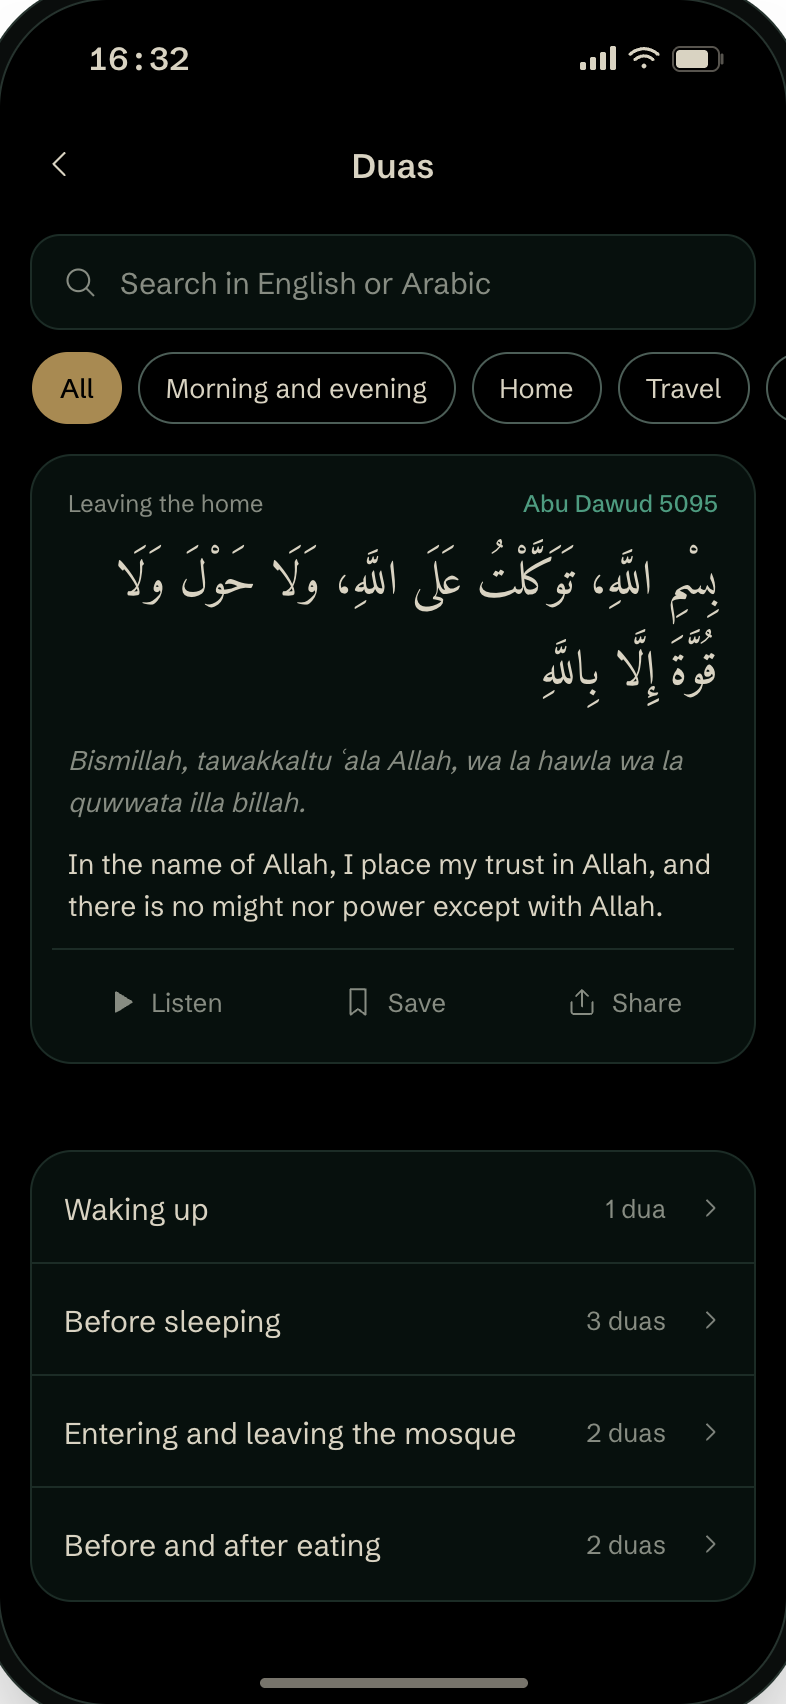 16:32
Duas
Search in English or Arabic
All
Morning and evening
Home
Travel
Leaving the home
Abu Dawud 5095
بِسْمِ اللَّهِ، تَوَكَّلْتُ عَلَى اللَّهِ، وَلَا حَوْلَ وَلَا
قُوَّةَ إِلَّا بِاللَّهِ
Bismillah, tawakkaltu ʿala Allah, wa la hawla wa la
quwwata illa billah.
In the name of Allah, I place my trust in Allah, and
there is no might nor power except with Allah.
Listen
Save
Share
Waking up
1 dua
Before sleeping
3 duas
Entering and leaving the mosque
2 duas
Before and after eating
2 duas